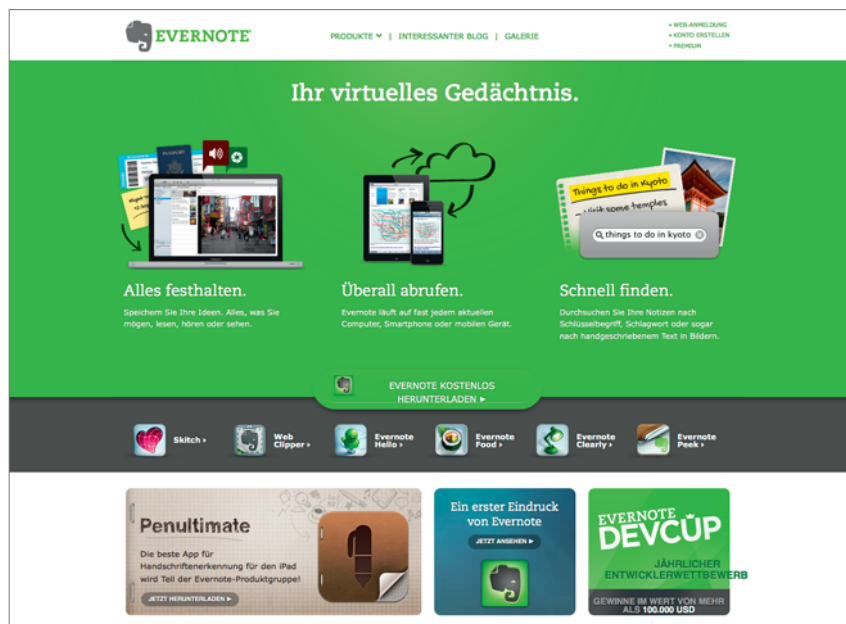 EVERNOTE
PRODUKTE | INTERESSANTER BLOG | GALERIE
• WEB-ANMELDUNG
• KONTO ERSTELLEN
• PREMIUM
Ihr virtuelles Gedächtnis.
PASSPORT
Things to do in Kyoto
Visit some temples
things to do in kyoto
Alles festhalten.
Speichern Sie Ihre Ideen. Alles, was Sie
mögen, lesen, hören oder sehen.
Überall abrufen.
Evernote läuft auf fast jedem aktuellen
Computer, Smartphone oder mobilen Gerät.
Schnell finden.
Durchsuchen Sie Ihre Notizen nach
Schlüsselbegriff, Schlagwort oder sogar
nach handgeschriebenem Text in Bildern.
EVERNOTE KOSTENLOS
HERUNTERLADEN ▶
Skitch ›
Web
Clipper ›
Evernote
Hello ›
Evernote
Food ›
Evernote
Clearly ›
Evernote
Peek ›
Penultimate
Die beste App für
Handschriftenerkennung für den iPad
wird Teil der Evernote-Produktgruppe!
JETZT HERUNTERLADEN ▶
Ein erster Eindruck
von Evernote
JETZT ANSEHEN ▶
EVERNOTE
DEVCUP
JÄHRLICHER
ENTWICKLERWETTBEWERB
GEWINNE IM WERT VON MEHR
ALS 100.000 USD